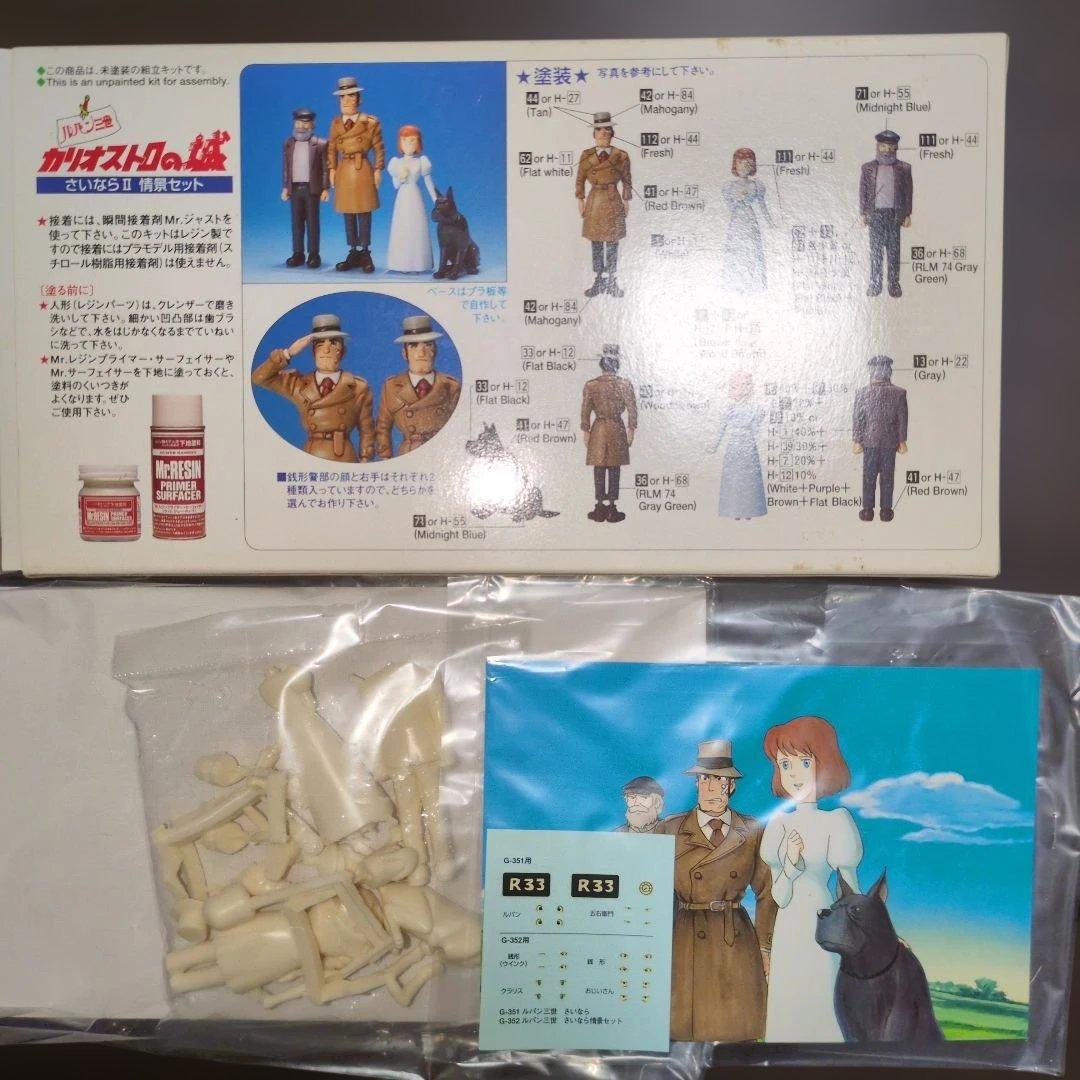 ◆この商品は、未塗装の組立キットです。
◆This is an unpainted kit for assembly.
ルパン三世
カリオストロの城
さいならII 情景セット
★接着には、瞬間接着剤Mr.ジャストを
使って下さい。このキットはレジン製で
すので接着にはプラモデル用接着剤(ス
チロール樹脂用接着剤)は使えません。
〔塗る前に〕
★人形(レジンパーツ)は、クレンザーで磨き
洗いして下さい。細かい凹凸部は歯ブラ
シなどで、水をはじかなくなるまでていねい
に洗って下さい。
★Mr.レジンプライマー・サーフェイサーや
Mr.サーフェイサーを下地に塗っておくと、
塗料のくいつきが
よくなります。ぜひ
ご使用下さい。
Mr.RESIN
PRIMER
SURFACER
Mr.RESIN
PRIMER
SURFACER
ベースはプラ板等
で自作して
下さい。
■銭形警部の顔と右手はそれぞれ2
種類入っていますので、どちらかを
選んでお作り下さい。
★塗装★ 写真を参考にして下さい。
44 or H-27
(Tan)
42 or H-84
(Mahogany)
71 or H-55
(Midnight Blue)
112 or H-44
(Fresh)
111 or H-44
(Fresh)
111 or H-44
(Fresh)
62 or H-11
(Flat white)
41 or H-47
(Red Brown)
(White)
36 or H-68
(RLM 74 Gray
Green)
42 or H-84
(Mahogany)
33 or H-12
(Flat Black)
13 or H-22
(Gray)
33 or H-12
(Flat Black)
41 or H-47
(Red Brown)
H-1 40%+
H-39 30%+
H-7 20%+
H-12 10%
(White+Purple+
Brown+Flat Black)
36 or H-68
(RLM 74
Gray Green)
41 or H-47
(Red Brown)
71 or H-55
(Midnight Blue)
G-351用
R33
R33
ルパン
五右衛門
G-352用
銭形
(ウインク)
銭形
クラリス
おじいさん
G-351 ルパン三世 さいなら
G-352 ルパン三世 さいなら情景セット